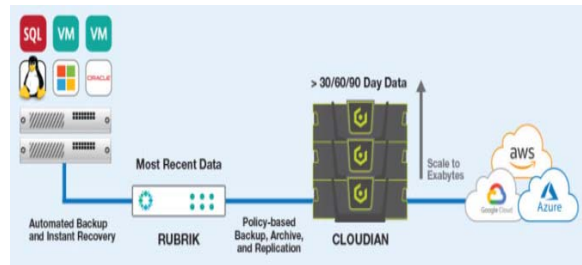 SQL VM VM
ORACLE
> 30/60/90 Day Data
Most Recent Data
Scale to
Exabytes
aws
Google Cloud
Azure
Automated Backup
and Instant Recovery
RUBRIK
Policy-based
Backup, Archive,
and Replication
CLOUDIAN